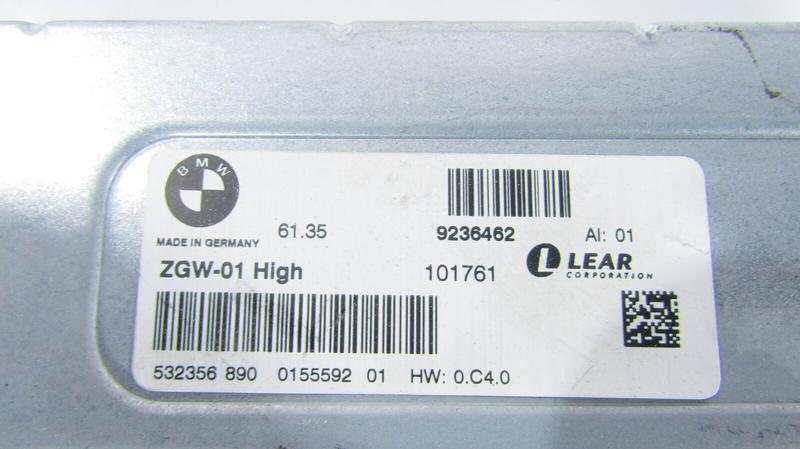 BMW
MADE IN GERMANY
61.35
9236462
AI: 01
ZGW-01 High
101761
LEAR
CORPORATION
532356 890 0155592 01 HW: 0.C4.0